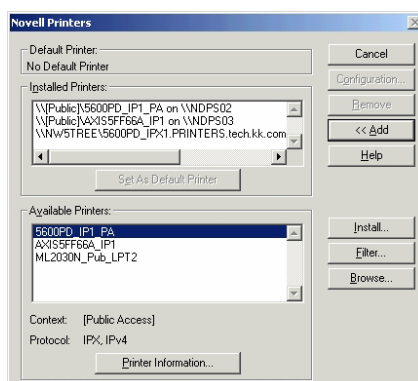 Novell Printers
Default Printer:
No Default Printer
Installed Printers:
\\[Public]\5600PD_IP1_PA on \\NDPS02
\\[Public]\AXIS5FF66A_IP1 on \\NDPS03
\\NW5TREE\5600PD_IPX1.PRINTERS.tech.kk.com
Set As Default Printer
Available Printers:
5600PD_IP1_PA
AXIS5FF66A_IP1
ML2030N_Pub_LPT2
Context: [Public Access]
Protocol: IPX, IPv4
Printer Information...
Cancel
Configuration...
Remove
<< Add
Help
Install...
Filter...
Browse...